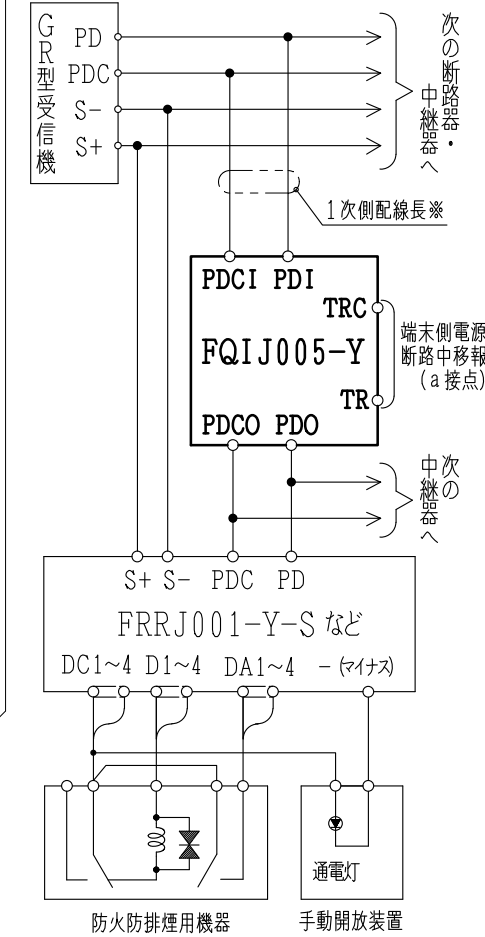 GR型受信機
PD
PDC
S-
S+
次の断路器・
中継器へ
1次側配線長※
PDCI PDI
TRC
FQIJ005-Y
TR
PDCO PDO
端末側電源
断路中移報
(a接点)
次の
中継器へ
S+ S- PDC PD
FRRJ001-Y-Sなど
DC1~4 D1~4 DA1~4 -(マイナス)
通電灯
防火防排煙用機器
手動開放装置